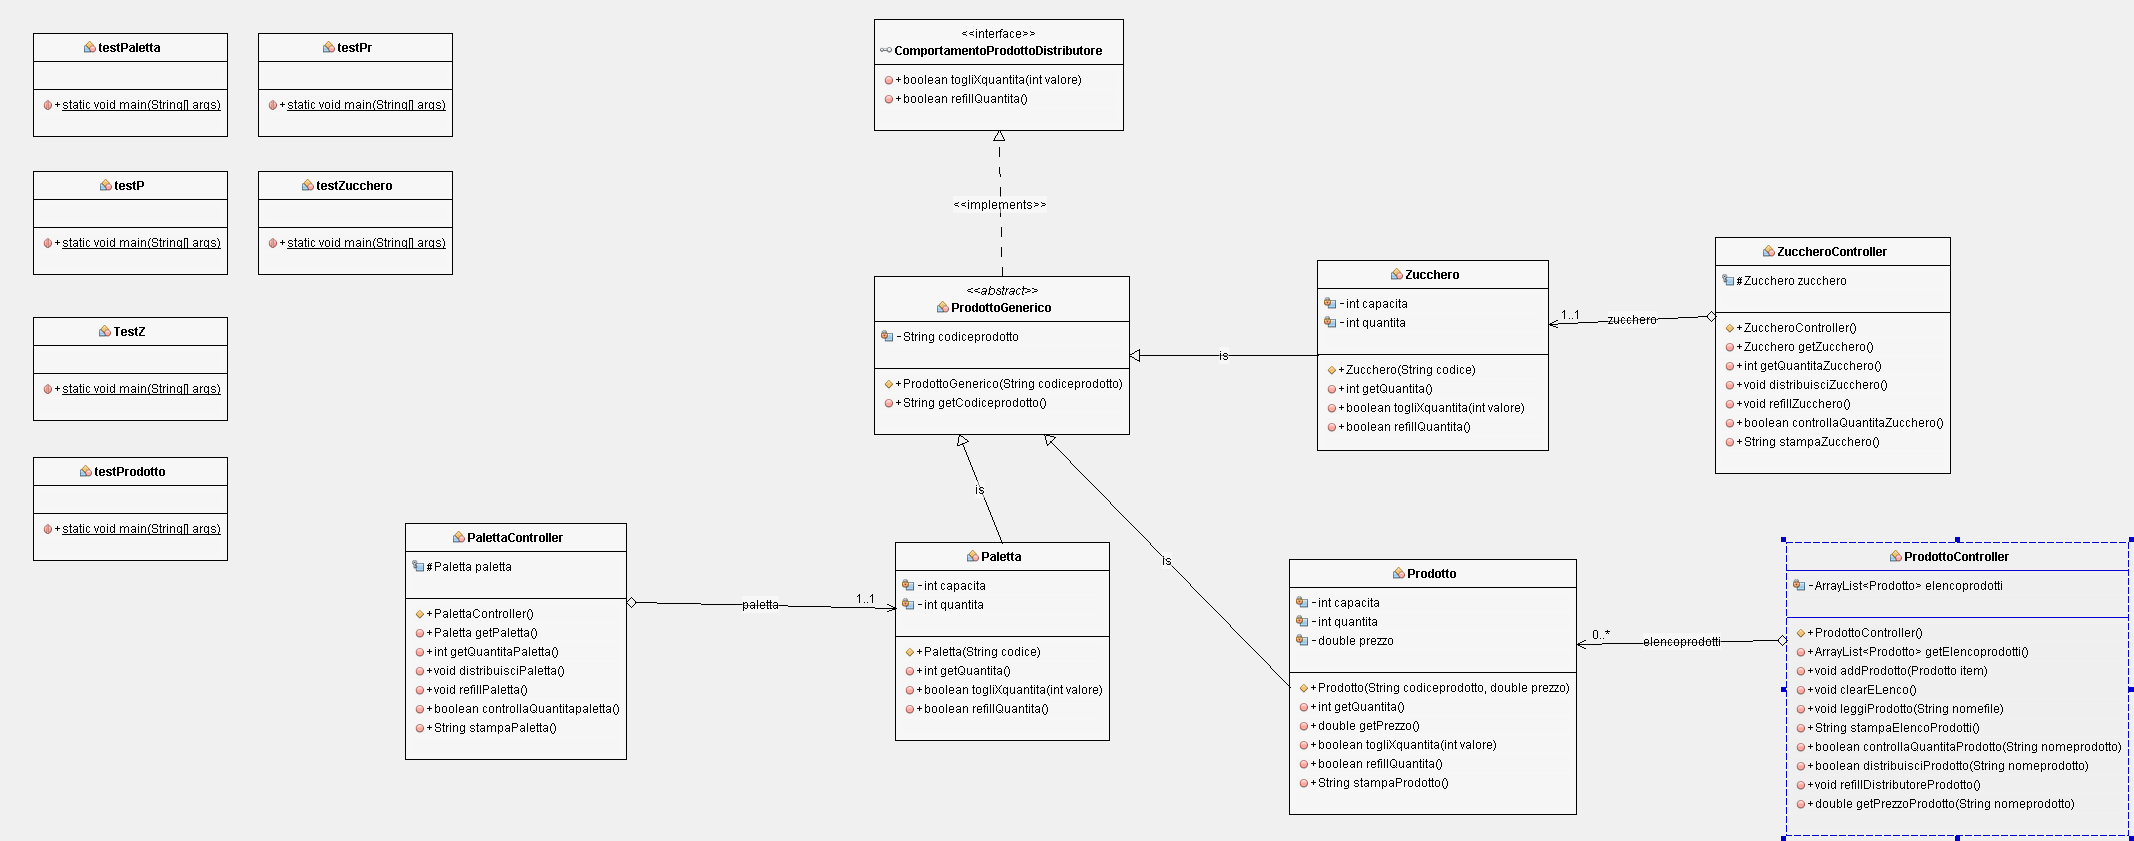 testPaletta
+static void main(String[] args)
testPr
+static void main(String[] args)
testP
+static void main(String[] args)
testZucchero
+static void main(String[] args)
TestZ
+static void main(String[] args)
testProdotto
+static void main(String[] args)
<<interface>>
ComportamentoProdottoDistributore
+boolean togliXquantita(int valore)
+boolean refillQuantita()
<<implements>>
<<abstract>>
ProdottoGenerico
-String codiceprodotto
+ProdottoGenerico(String codiceprodotto)
+String getCodiceprodotto()
is
Zucchero
-int capacita
-int quantita
+Zucchero(String codice)
+int getQuantita()
+boolean togliXquantita(int valore)
+boolean refillQuantita()
1..1
zucchero
ZuccheroController
#Zucchero zucchero
+ZuccheroController()
+Zucchero getZucchero()
+int getQuantitaZucchero()
+void distribuisciZucchero()
+void refillZucchero()
+boolean controllaQuantitaZucchero()
+String stampaZucchero()
is
is
PalettaController
#Paletta paletta
+PalettaController()
+Paletta getPaletta()
+int getQuantitaPaletta()
+void distribuisciPaletta()
+void refillPaletta()
+boolean controllaQuantitapaletta()
+String stampaPaletta()
paletta
1..1
Paletta
-int capacita
-int quantita
+Paletta(String codice)
+int getQuantita()
+boolean togliXquantita(int valore)
+boolean refillQuantita()
Prodotto
-int capacita
-int quantita
-double prezzo
+Prodotto(String codiceprodotto, double prezzo)
+int getQuantita()
+double getPrezzo()
+boolean togliXquantita(int valore)
+boolean refillQuantita()
+String stampaProdotto()
0..*
elencoprodotti
ProdottoController
-ArrayList<Prodotto> elencoprodotti
+ProdottoController()
+ArrayList<Prodotto> getElencoprodotti()
+void addProdotto(Prodotto item)
+void clearELenco()
+void leggiProdotto(String nomefile)
+String stampaElencoProdotti()
+boolean controllaQuantitaProdotto(String nomeprodotto)
+boolean distribuisciProdotto(String nomeprodotto)
+void refillDistributoreProdotto()
+double getPrezzoProdotto(String nomeprodotto)